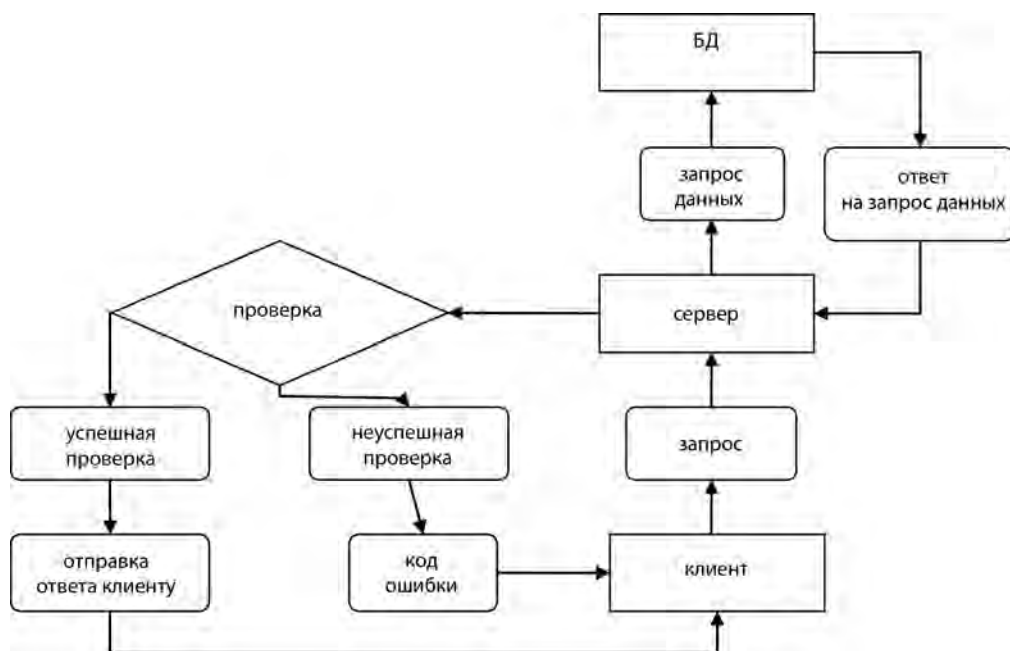 БД
запрос
данных
ответ
на запрос данных
проверка
сервер
успешная
проверка
неуспешная
проверка
запрос
отправка
ответа клиенту
код
ошибки
клиент